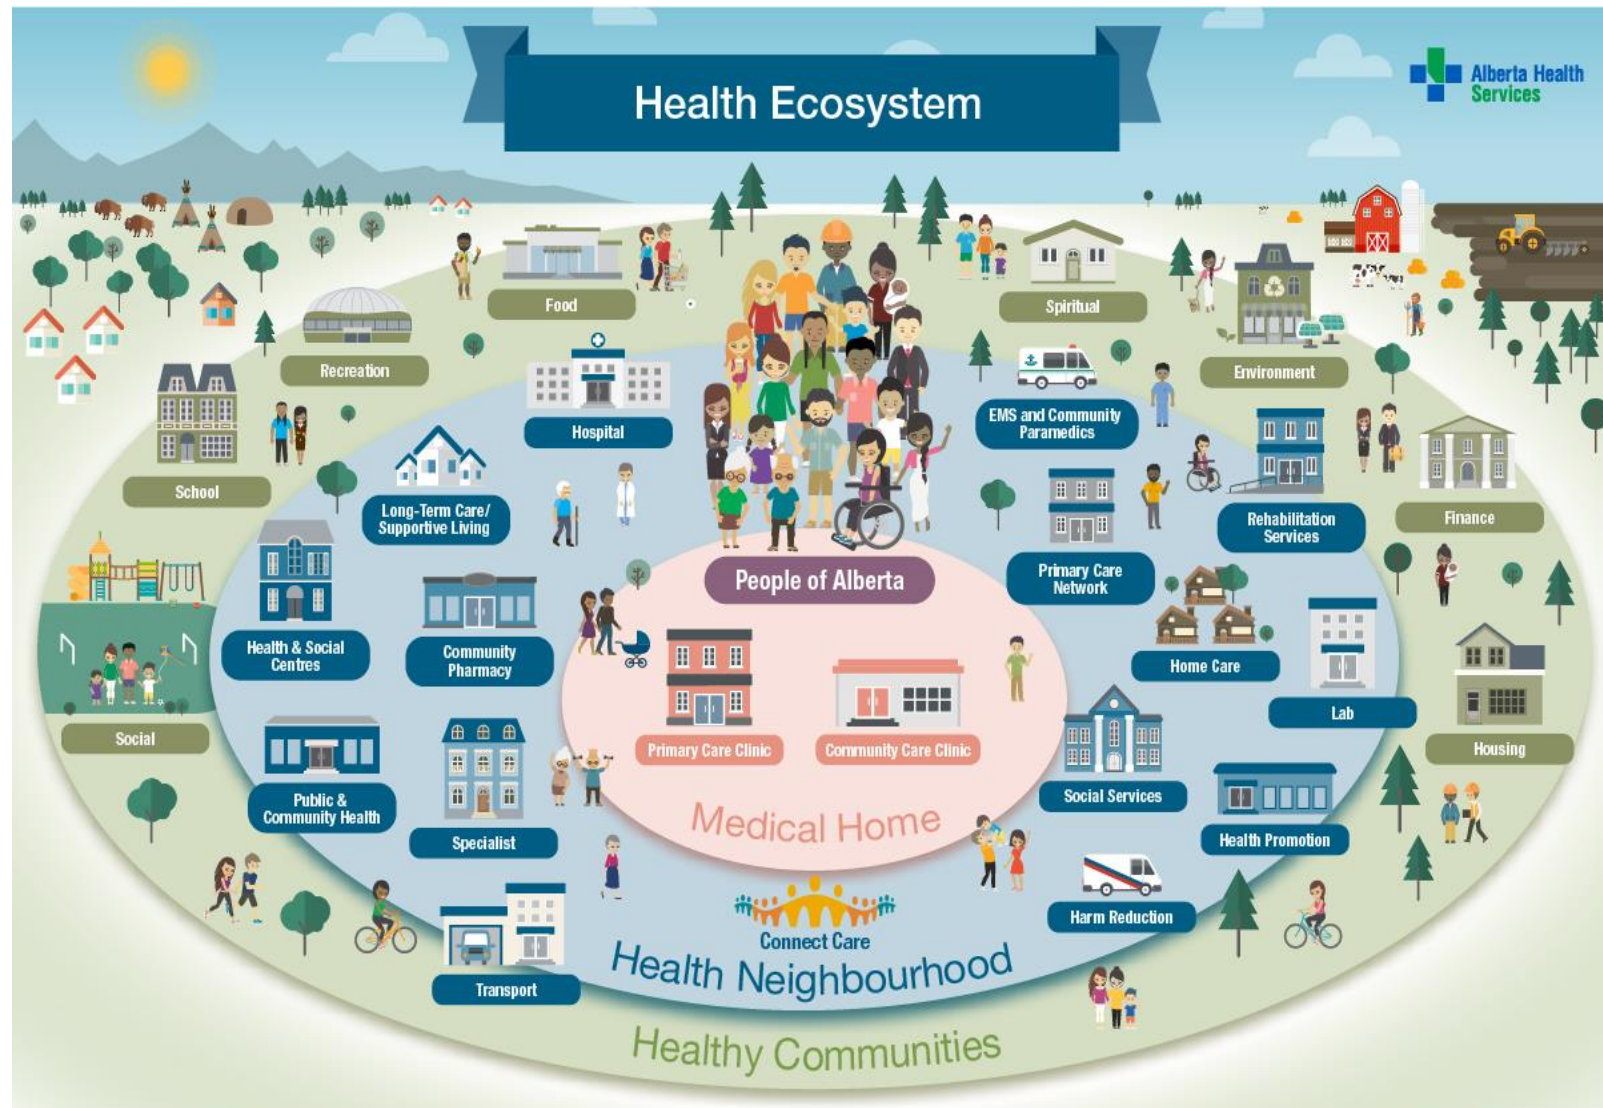 Health Ecosystem
Alberta Health
Services
Food
Spiritual
Recreation
Environment
Hospital
EMS and Community
Paramedics
School
Long-Term Care/
Supportive Living
Rehabilitation
Services
Finance
People of Alberta
Primary Care
Network
Health & Social
Centres
Community
Pharmacy
Home Care
Lab
Social
Primary Care Clinic
Community Care Clinic
Housing
Public &
Community Health
Social Services
Medical Home
Specialist
Health Promotion
Harm Reduction
Connect Care
Health Neighbourhood
Transport
Healthy Communities